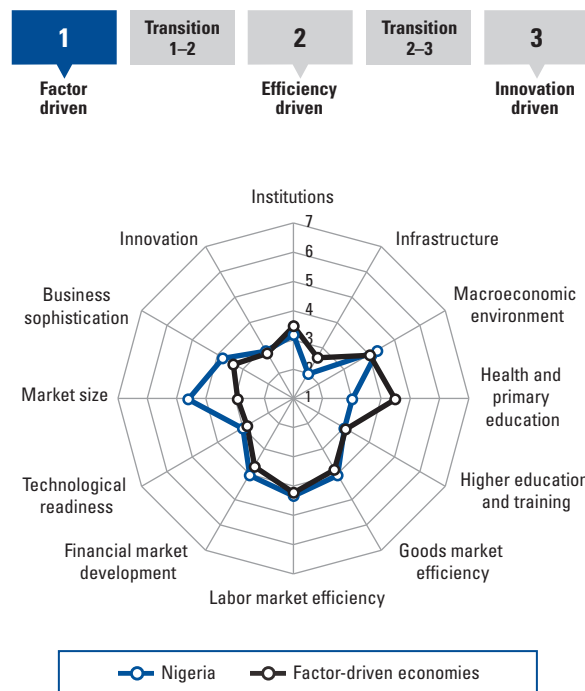 1
Transition
1–2
2
Transition
2–3
3
Factor
driven
Efficiency
driven
Innovation
driven
Institutions
Infrastructure
Macroeconomic
environment
Health and
primary
education
Higher education
and training
Goods market
efficiency
Labor market efficiency
Financial market
development
Technological
readiness
Market size
Business
sophistication
Innovation
7
6
5
4
3
2
1
Nigeria
Factor-driven economies